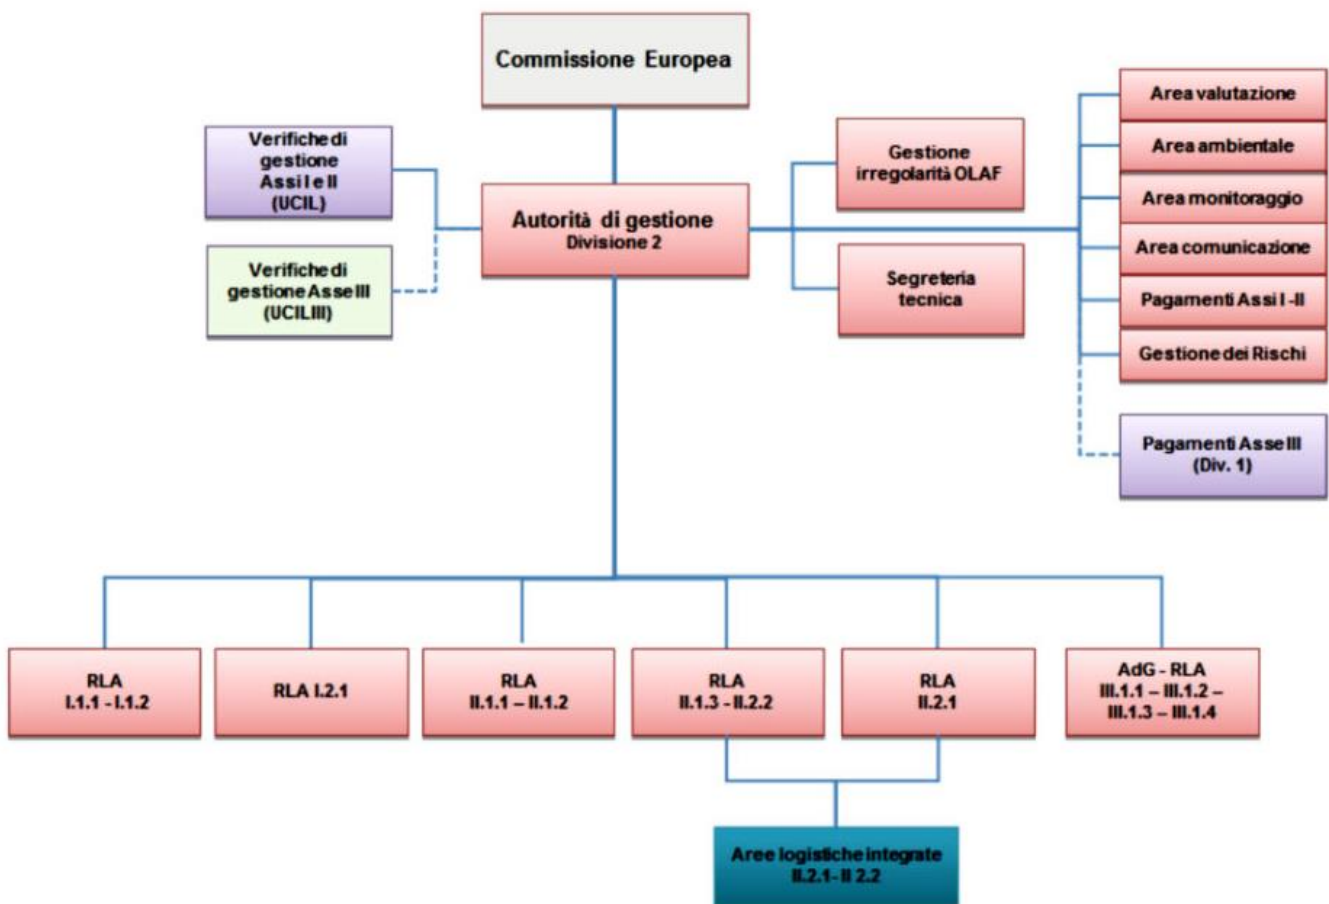 Commissione Europea
Verifiche di
gestione
Assi I e II
(UCIL)
Verifiche di
gestione Asse III
(UCILIII)
Autorità di gestione
Divisione 2
Gestione
irregolarità OLAF
Segreteria
tecnica
Area valutazione
Area ambientale
Area monitoraggio
Area comunicazione
Pagamenti Assi I -II
Gestione dei Rischi
Pagamenti Asse III
(Div. 1)
RLA
I.1.1 - I.1.2
RLA I.2.1
RLA
II.1.1 – II.1.2
RLA
II.1.3 - II.2.2
RLA
II.2.1
AdG - RLA
III.1.1 – III.1.2 –
III.1.3 – III.1.4
Aree logistiche integrate
II.2.1- II 2.2